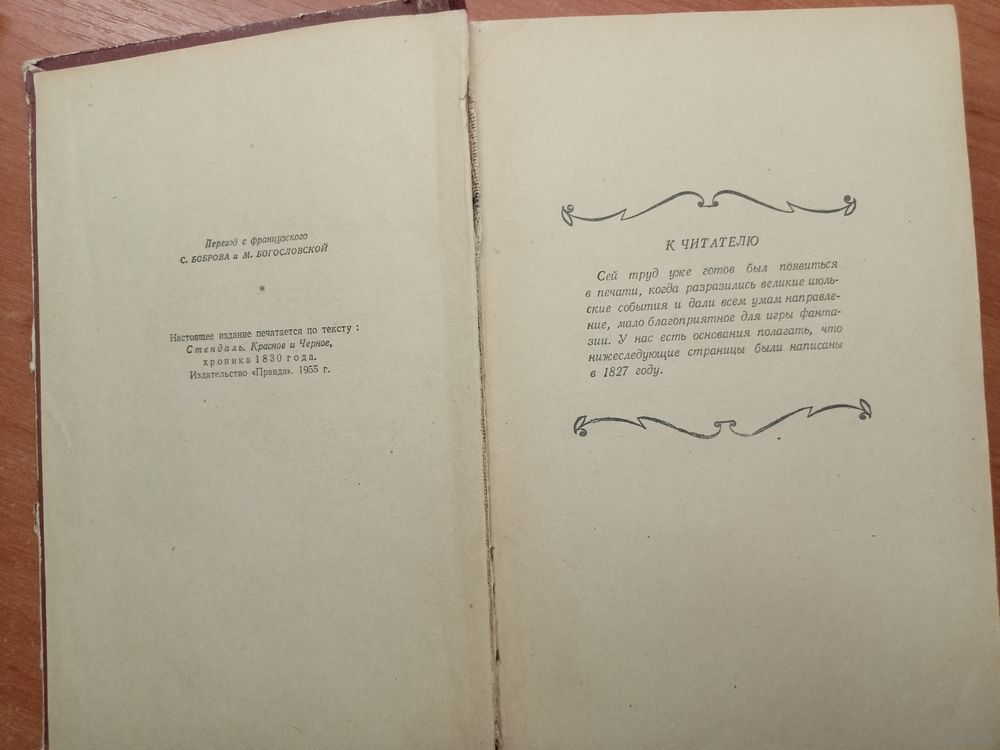 Перевод с французского
С. БОБРОВА и М. БОГОСЛОВСКОЙ
*
Настоящее издание печатается по тексту:
Стендаль. Красное и Черное,
хроника 1830 года.
Издательство «Правда». 1955 г.
К ЧИТАТЕЛЮ
Сей труд уже готов был появиться
в печати, когда разразились великие июль-
ские события и дали всем умам направле-
ние, мало благоприятное для игры фанта-
зии. У нас есть основания полагать, что
нижеследующие страницы были написаны
в 1827 году.